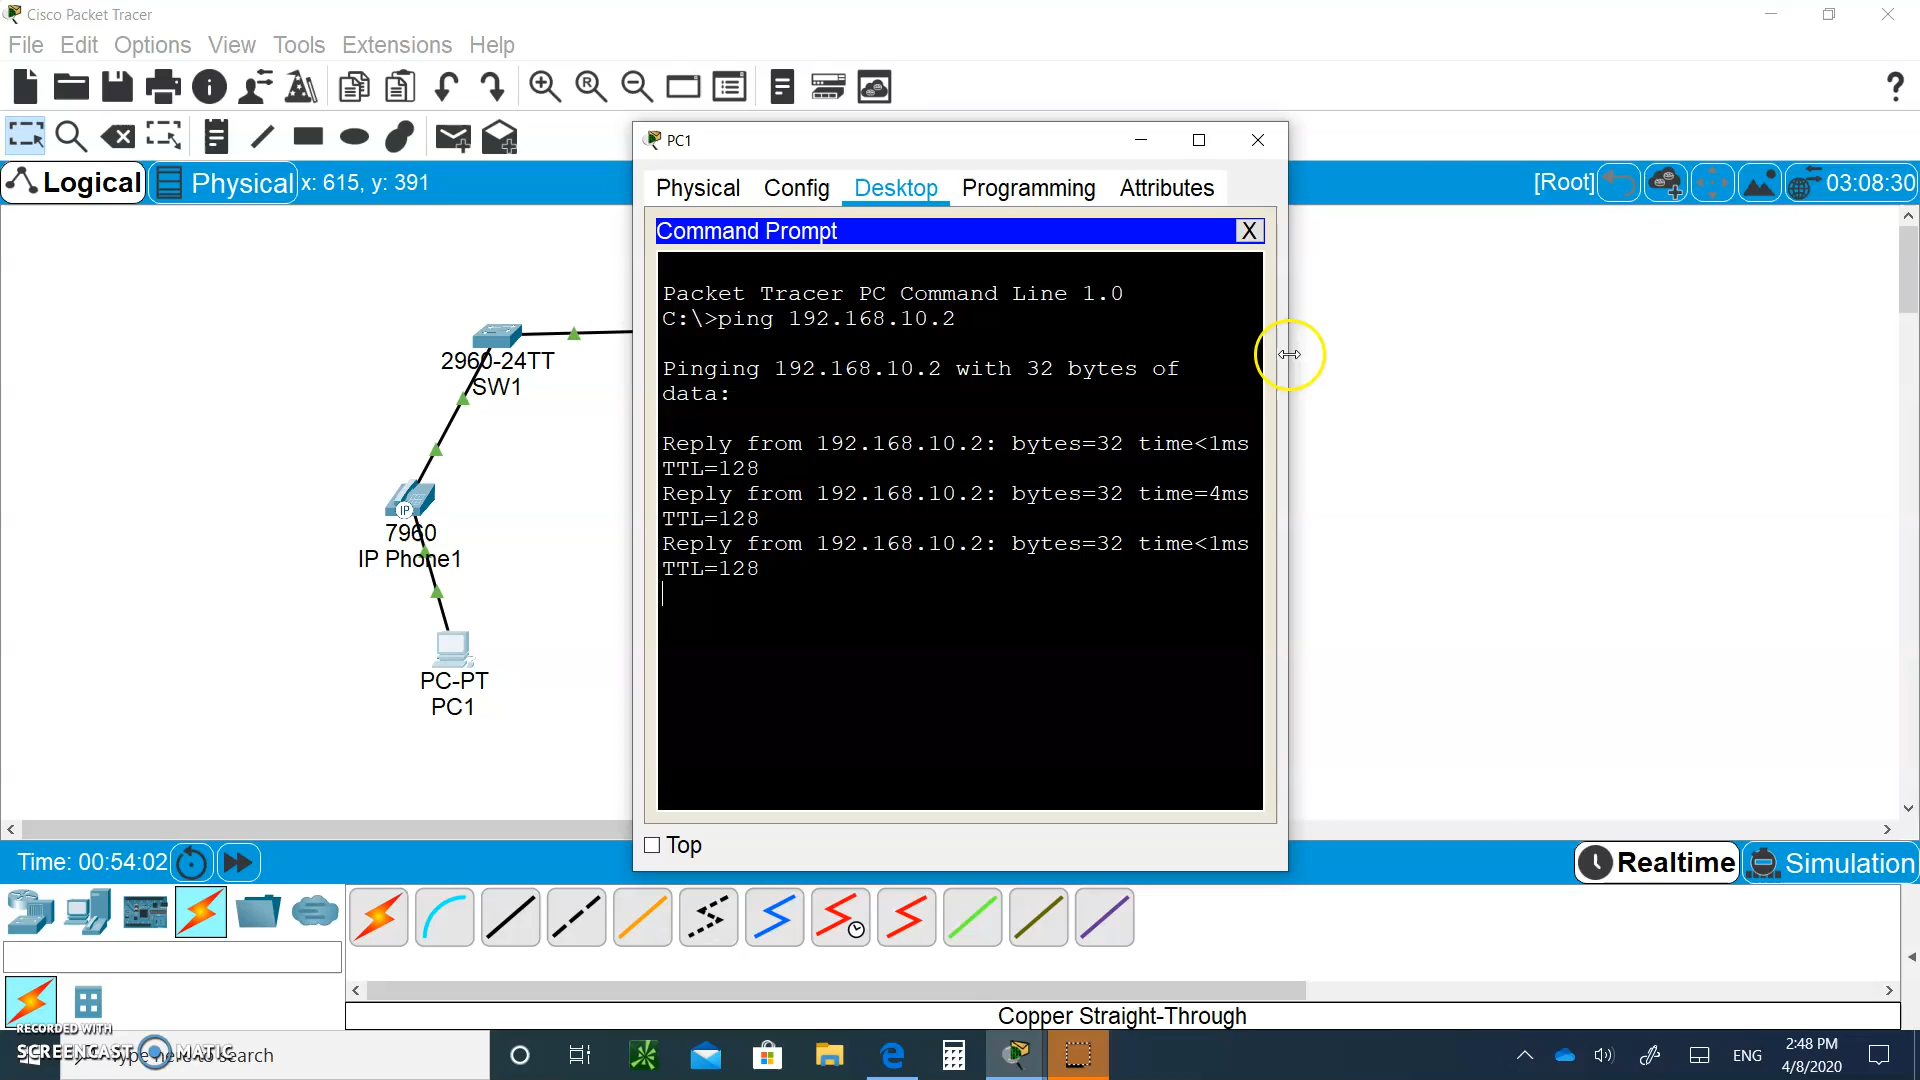 Cisco Packet Tracer
File Edit Options View Tools Extensions Help
PC1
Logical Physical x: 615, y: 391
[Root] 03:08:30
Physical Config Desktop Programming Attributes
Command Prompt X
Packet Tracer PC Command Line 1.0
C:\>ping 192.168.10.2
Pinging 192.168.10.2 with 32 bytes of
data:
Reply from 192.168.10.2: bytes=32 time<1ms
TTL=128
Reply from 192.168.10.2: bytes=32 time=4ms
TTL=128
Reply from 192.168.10.2: bytes=32 time<1ms
TTL=128
2960-24TT
SW1
IP
7960
IP Phone1
PC-PT
PC1
Top
Time: 00:54:02
Realtime Simulation
Copper Straight-Through
RECORDED WITH
SCREENCAST MATIC
Type here to search
ENG
2:48 PM
4/8/2020